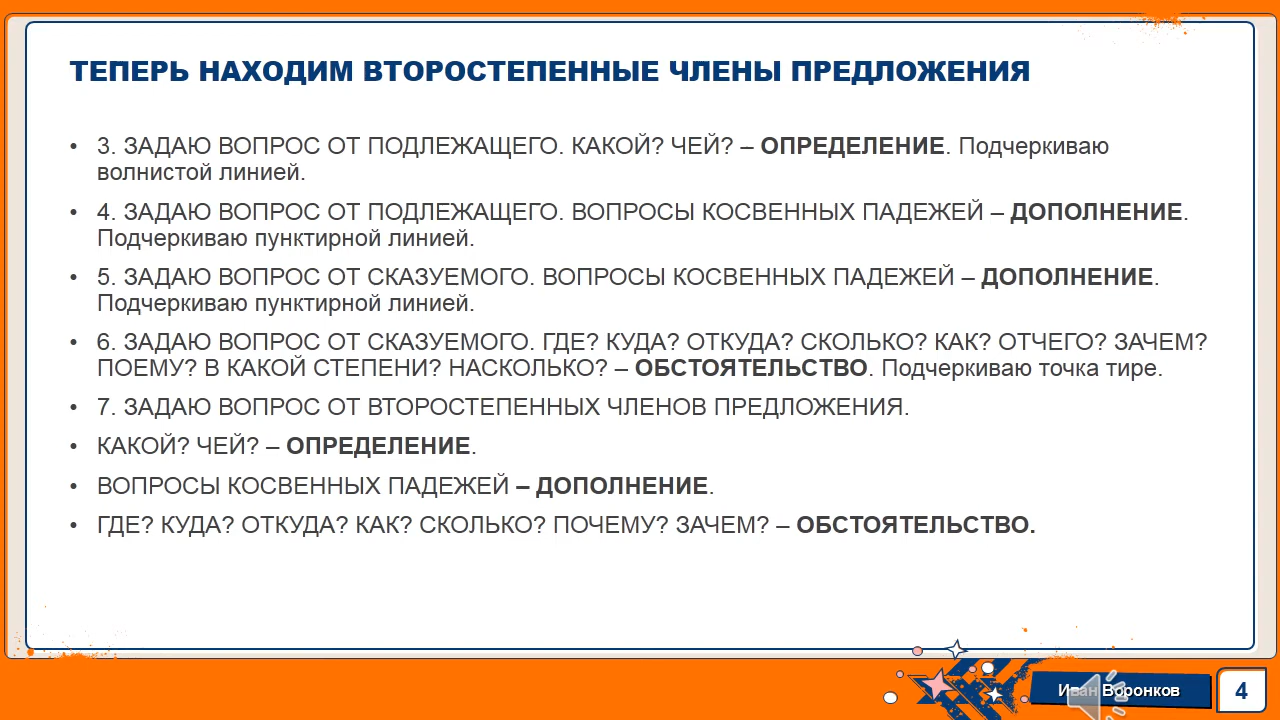 ТЕПЕРЬ НАХОДИМ ВТОРОСТЕПЕННЫЕ ЧЛЕНЫ ПРЕДЛОЖЕНИЯ
• 3. ЗАДАЮ ВОПРОС ОТ ПОДЛЕЖАЩЕГО. КАКОЙ? ЧЕЙ? – ОПРЕДЕЛЕНИЕ. Подчеркиваю
волнистой линией.
• 4. ЗАДАЮ ВОПРОС ОТ ПОДЛЕЖАЩЕГО. ВОПРОСЫ КОСВЕННЫХ ПАДЕЖЕЙ – ДОПОЛНЕНИЕ.
Подчеркиваю пунктирной линией.
• 5. ЗАДАЮ ВОПРОС ОТ СКАЗУЕМОГО. ВОПРОСЫ КОСВЕННЫХ ПАДЕЖЕЙ – ДОПОЛНЕНИЕ.
Подчеркиваю пунктирной линией.
• 6. ЗАДАЮ ВОПРОС ОТ СКАЗУЕМОГО. ГДЕ? КУДА? ОТКУДА? СКОЛЬКО? КАК? ОТЧЕГО? ЗАЧЕМ?
ПОЕМУ? В КАКОЙ СТЕПЕНИ? НАСКОЛЬКО? – ОБСТОЯТЕЛЬСТВО. Подчеркиваю точка тире.
• 7. ЗАДАЮ ВОПРОС ОТ ВТОРОСТЕПЕННЫХ ЧЛЕНОВ ПРЕДЛОЖЕНИЯ.
• КАКОЙ? ЧЕЙ? – ОПРЕДЕЛЕНИЕ.
• ВОПРОСЫ КОСВЕННЫХ ПАДЕЖЕЙ – ДОПОЛНЕНИЕ.
• ГДЕ? КУДА? ОТКУДА? КАК? СКОЛЬКО? ПОЧЕМУ? ЗАЧЕМ? – ОБСТОЯТЕЛЬСТВО.
Иван Воронков
4